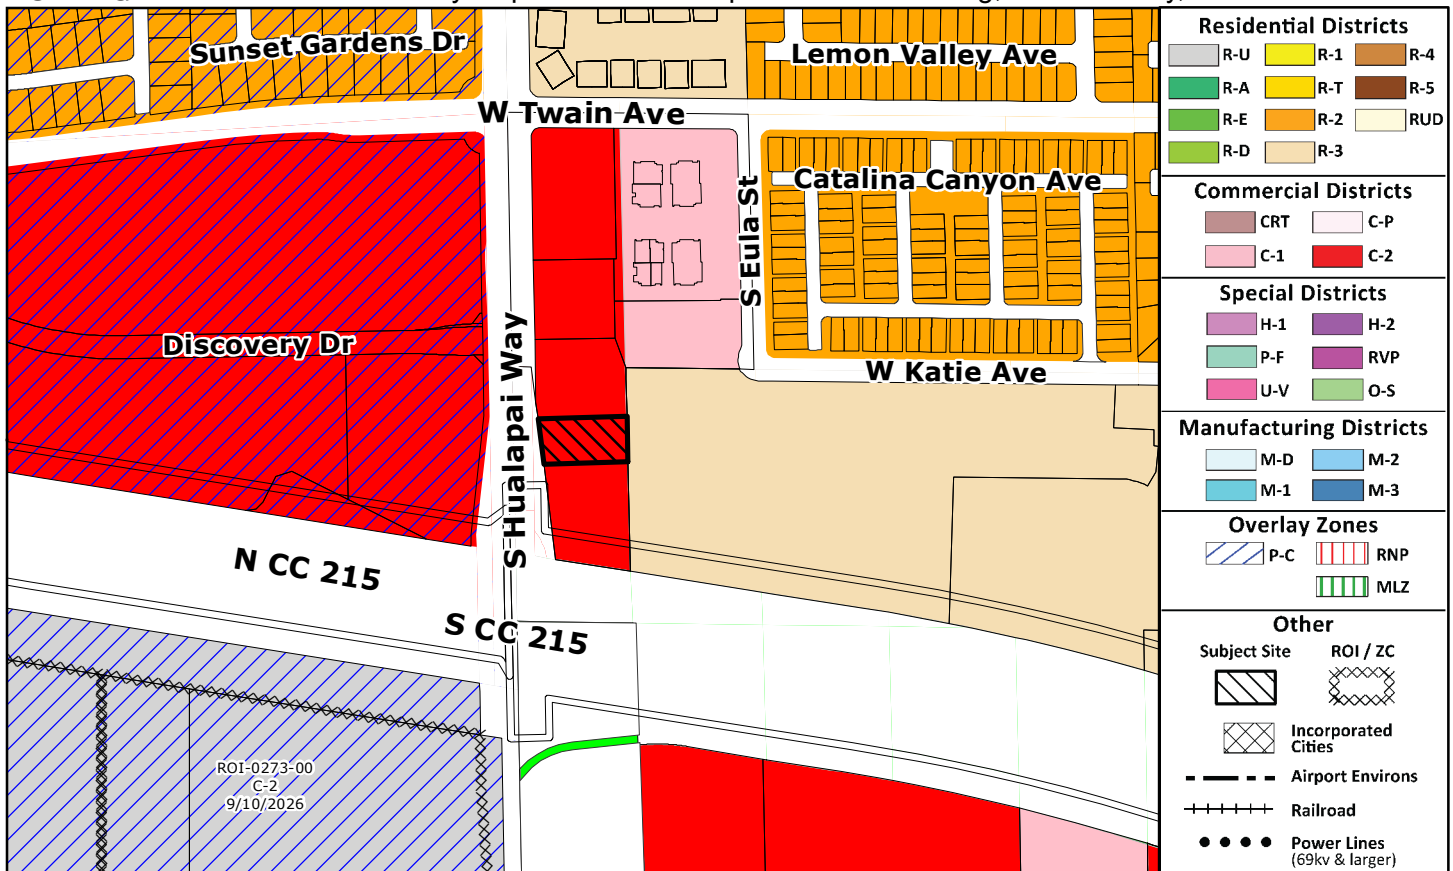 Sunset Gardens Dr
Lemon Valley Ave
W Twain Ave
Catalina Canyon Ave
S Eula St
Discovery Dr
S Hualapai Way
W Katie Ave
N CC 215
S CC 215
ROI-0273-00
C-2
9/10/2026
Residential Districts
R-U R-1 R-4
R-A R-T R-5
R-E R-2 RUD
R-D R-3
Commercial Districts
CRT C-P
C-1 C-2
Special Districts
H-1 H-2
P-F RVP
U-V O-S
Manufacturing Districts
M-D M-2
M-1 M-3
Overlay Zones
P-C RNP
MLZ
Other
Subject Site ROI / ZC
Incorporated
Cities
Airport Environs
Railroad
Power Lines
(69kv & larger)